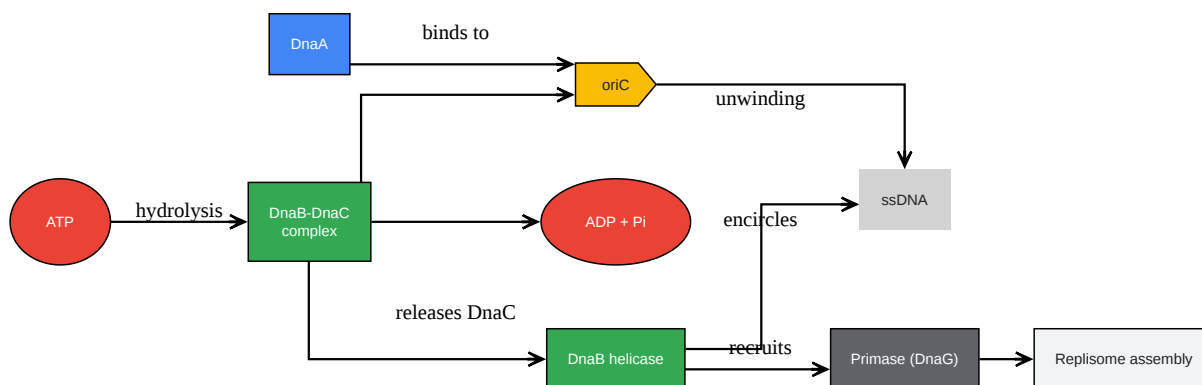 DnaA
binds to
oriC
unwinding
ATP
hydrolysis
DnaB-DnaC
complex
ADP + Pi
encircles
ssDNA
releases DnaC
DnaB helicase
recruits
Primase (DnaG)
Replisome assembly